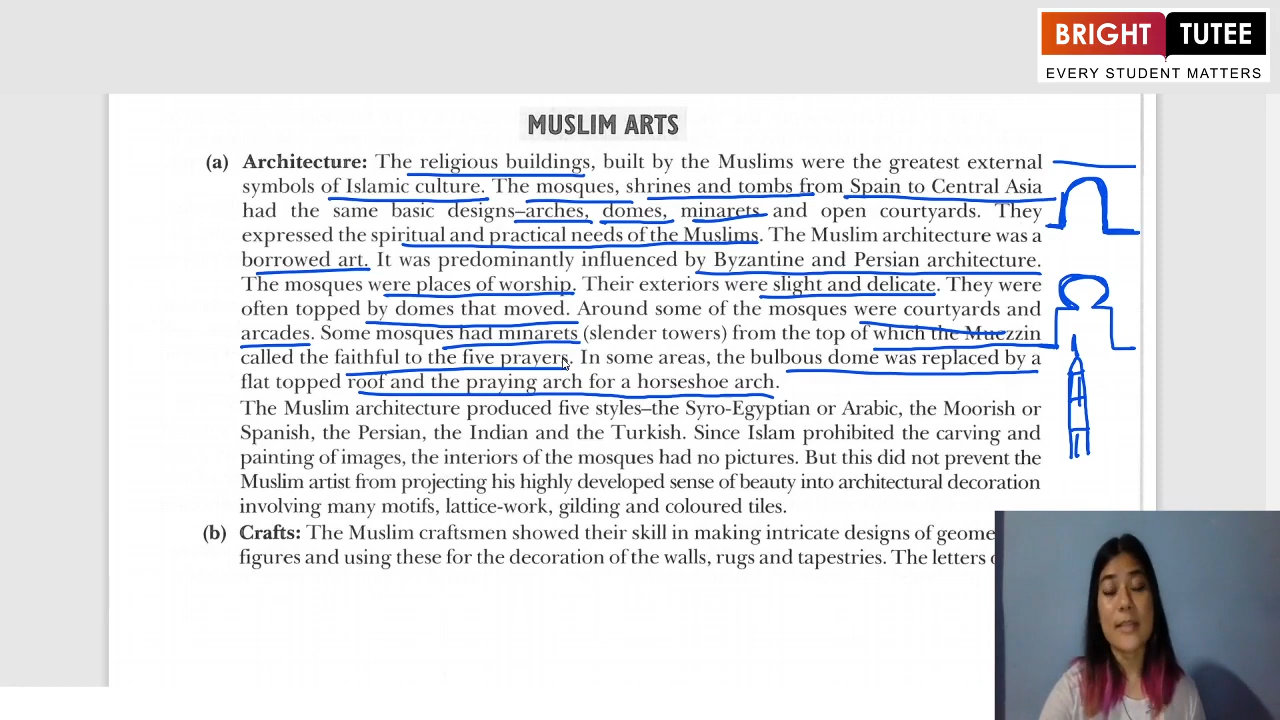 BRIGHT TUTEE
EVERY STUDENT MATTERS
MUSLIM ARTS
(a) Architecture: The religious buildings, built by the Muslims were the greatest external
symbols of Islamic culture. The mosques, shrines and tombs from Spain to Central Asia
had the same basic designs–arches, domes, minarets and open courtyards. They
expressed the spiritual and practical needs of the Muslims. The Muslim architecture was a
borrowed art. It was predominantly influenced by Byzantine and Persian architecture.
The mosques were places of worship. Their exteriors were slight and delicate. They were
often topped by domes that moved. Around some of the mosques were courtyards and
arcades. Some mosques had minarets (slender towers) from the top of which the Muezzin
called the faithful to the five prayers. In some areas, the bulbous dome was replaced by a
flat topped roof and the praying arch for a horseshoe arch.
The Muslim architecture produced five styles–the Syro-Egyptian or Arabic, the Moorish or
Spanish, the Persian, the Indian and the Turkish. Since Islam prohibited the carving and
painting of images, the interiors of the mosques had no pictures. But this did not prevent the
Muslim artist from projecting his highly developed sense of beauty into architectural decoration
involving many motifs, lattice-work, gilding and coloured tiles.
(b) Crafts: The Muslim craftsmen showed their skill in making intricate designs of geome
figures and using these for the decoration of the walls, rugs and tapestries. The letters